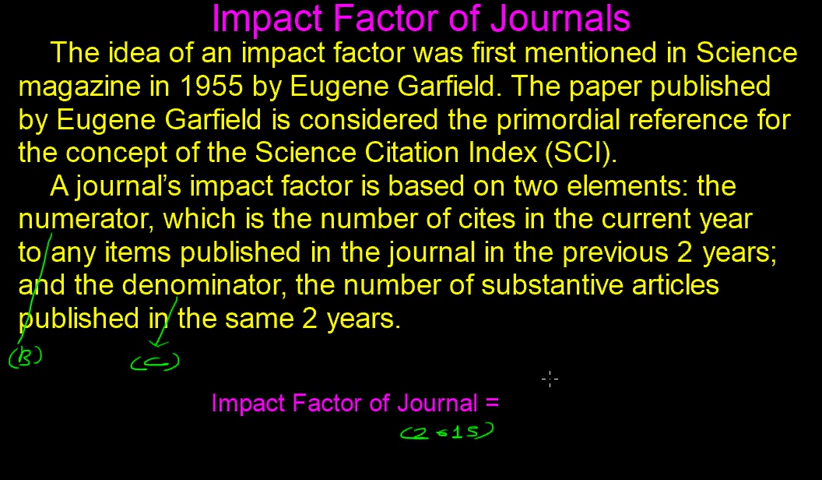 Impact Factor of Journals
The idea of an impact factor was first mentioned in Science
magazine in 1955 by Eugene Garfield. The paper published
by Eugene Garfield is considered the primordial reference for
the concept of the Science Citation Index (SCI).
A journal's impact factor is based on two elements: the
numerator, which is the number of cites in the current year
to any items published in the journal in the previous 2 years;
and the denominator, the number of substantive articles
published in the same 2 years.
(B) (C)
Impact Factor of Journal =
(2015)